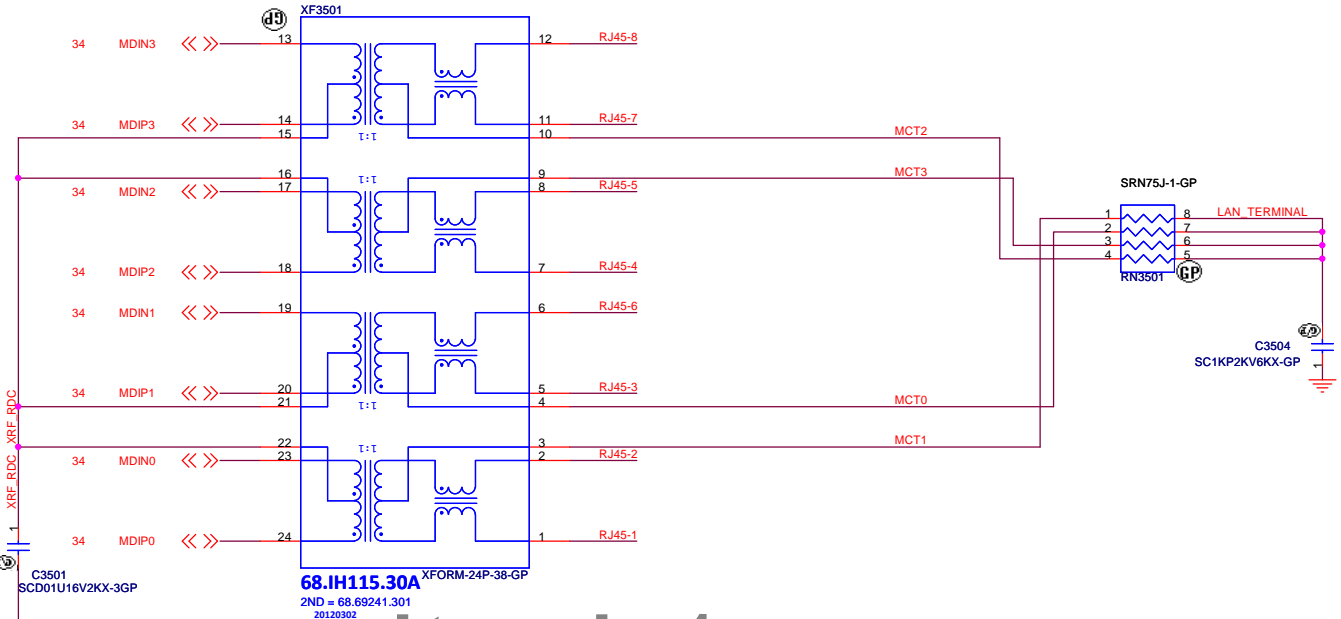 XF3501
GP
34 MDIN3 13 12 RJ45-8
34 MDIP3 14 11 RJ45-7
15 1:1 10 MCT2
16 1:1 9 MCT3
34 MDIN2 17 8 RJ45-5
SRN75J-1-GP
1 8 LAN_TERMINAL
2 7
3 6
4 5
RN3501 GP
34 MDIP2 18 7 RJ45-4
34 MDIN1 19 6 RJ45-6
C3504
SC1KP2KV6KX-GP
1
34 MDIP1 20 5 RJ45-3
21 1:1 4 MCT0
XRF_RDC
22 1:1 3 MCT1
34 MDIN0 23 2 RJ45-2
XRF_RDC
34 MDIP0 24 1 RJ45-1
1
C3501
SCD01U16V2KX-3GP
68.IH115.30A XFORM-24P-38-GP
2ND = 68.69241.301
20120302